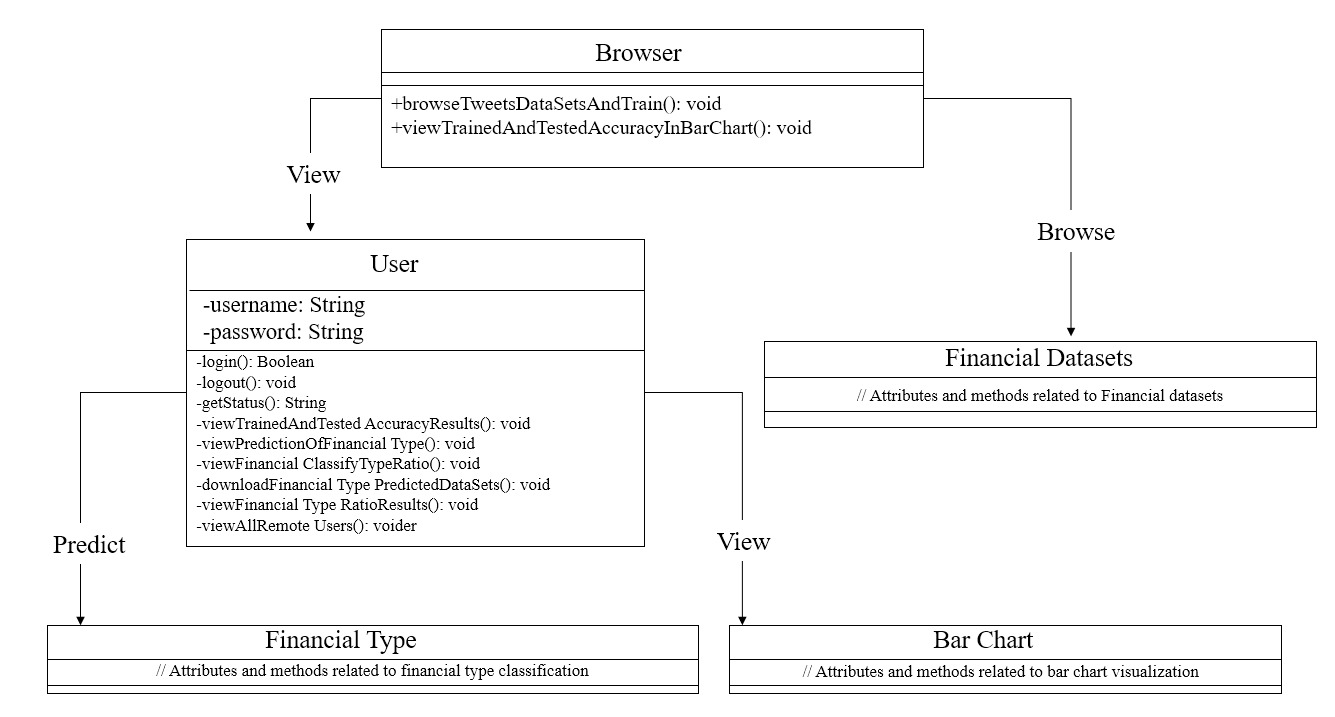 Browser
+browseTweetsDataSetsAndTrain(): void
+viewTrainedAndTestedAccuracyInBarChart(): void
View
Browse
User
-username: String
-password: String
-login(): Boolean
-logout(): void
-getStatus(): String
-viewTrainedAndTested AccuracyResults(): void
-viewPredictionOfFinancial Type(): void
-viewFinancial ClassifyTypeRatio(): void
-downloadFinancial Type PredictedDataSets(): void
-viewFinancial Type RatioResults(): void
-viewAllRemote Users(): voider
Financial Datasets
// Attributes and methods related to Financial datasets
Predict
View
Financial Type
// Attributes and methods related to financial type classification
Bar Chart
// Attributes and methods related to bar chart visualization